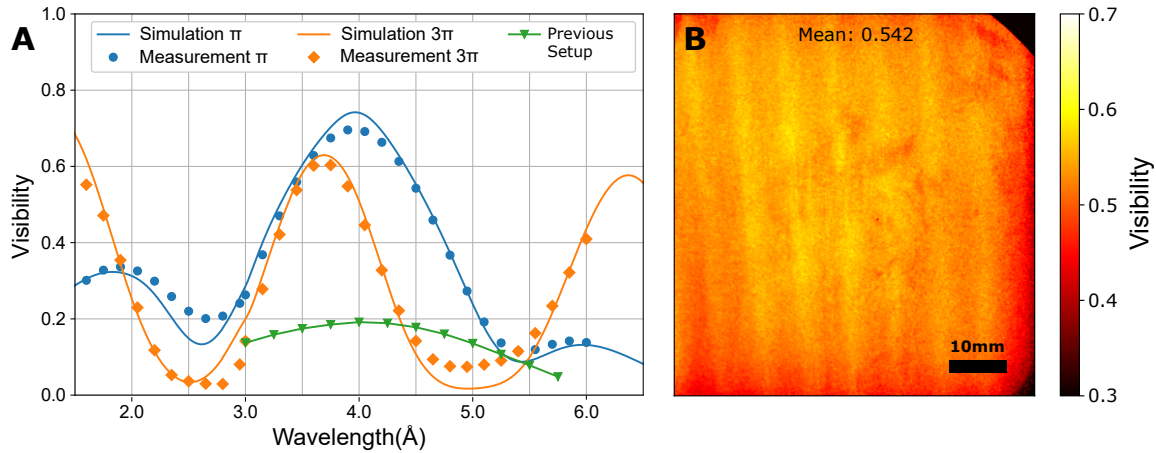 A
Simulation π
Measurement π
Simulation 3π
Measurement 3π
Previous
Setup
1.0
0.8
0.6
0.4
0.2
0.0
Visibility
2.0 3.0 4.0 5.0 6.0
Wavelength(Å)
B
Mean: 0.542
10mm
0.7
0.6
0.5
0.4
0.3
Visibility